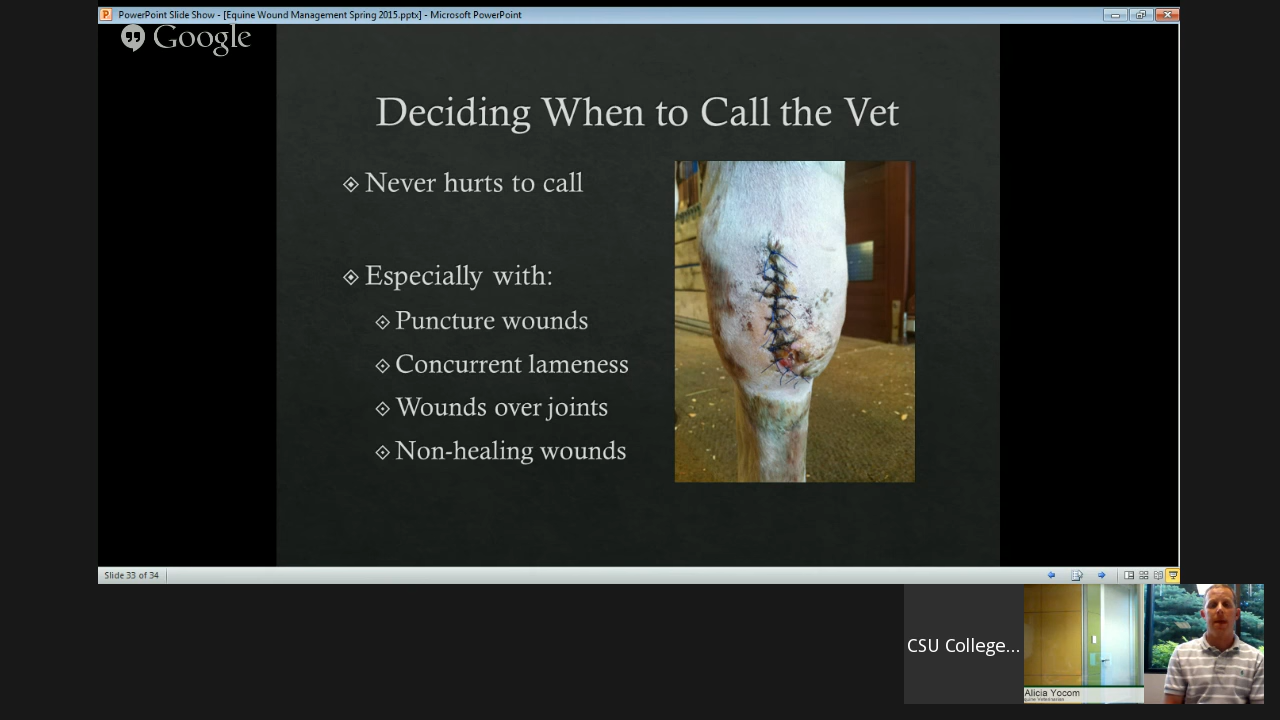 PowerPoint Slide Show - [Equine Wound Management Spring 2015.pptx] - Microsoft PowerPoint
Google
Deciding When to Call the Vet
Never hurts to call
Especially with:
Puncture wounds
Concurrent lameness
Wounds over joints
Non-healing wounds
Slide 33 of 34
CSU College...
Alicia Yocom
Equine Veterinarian